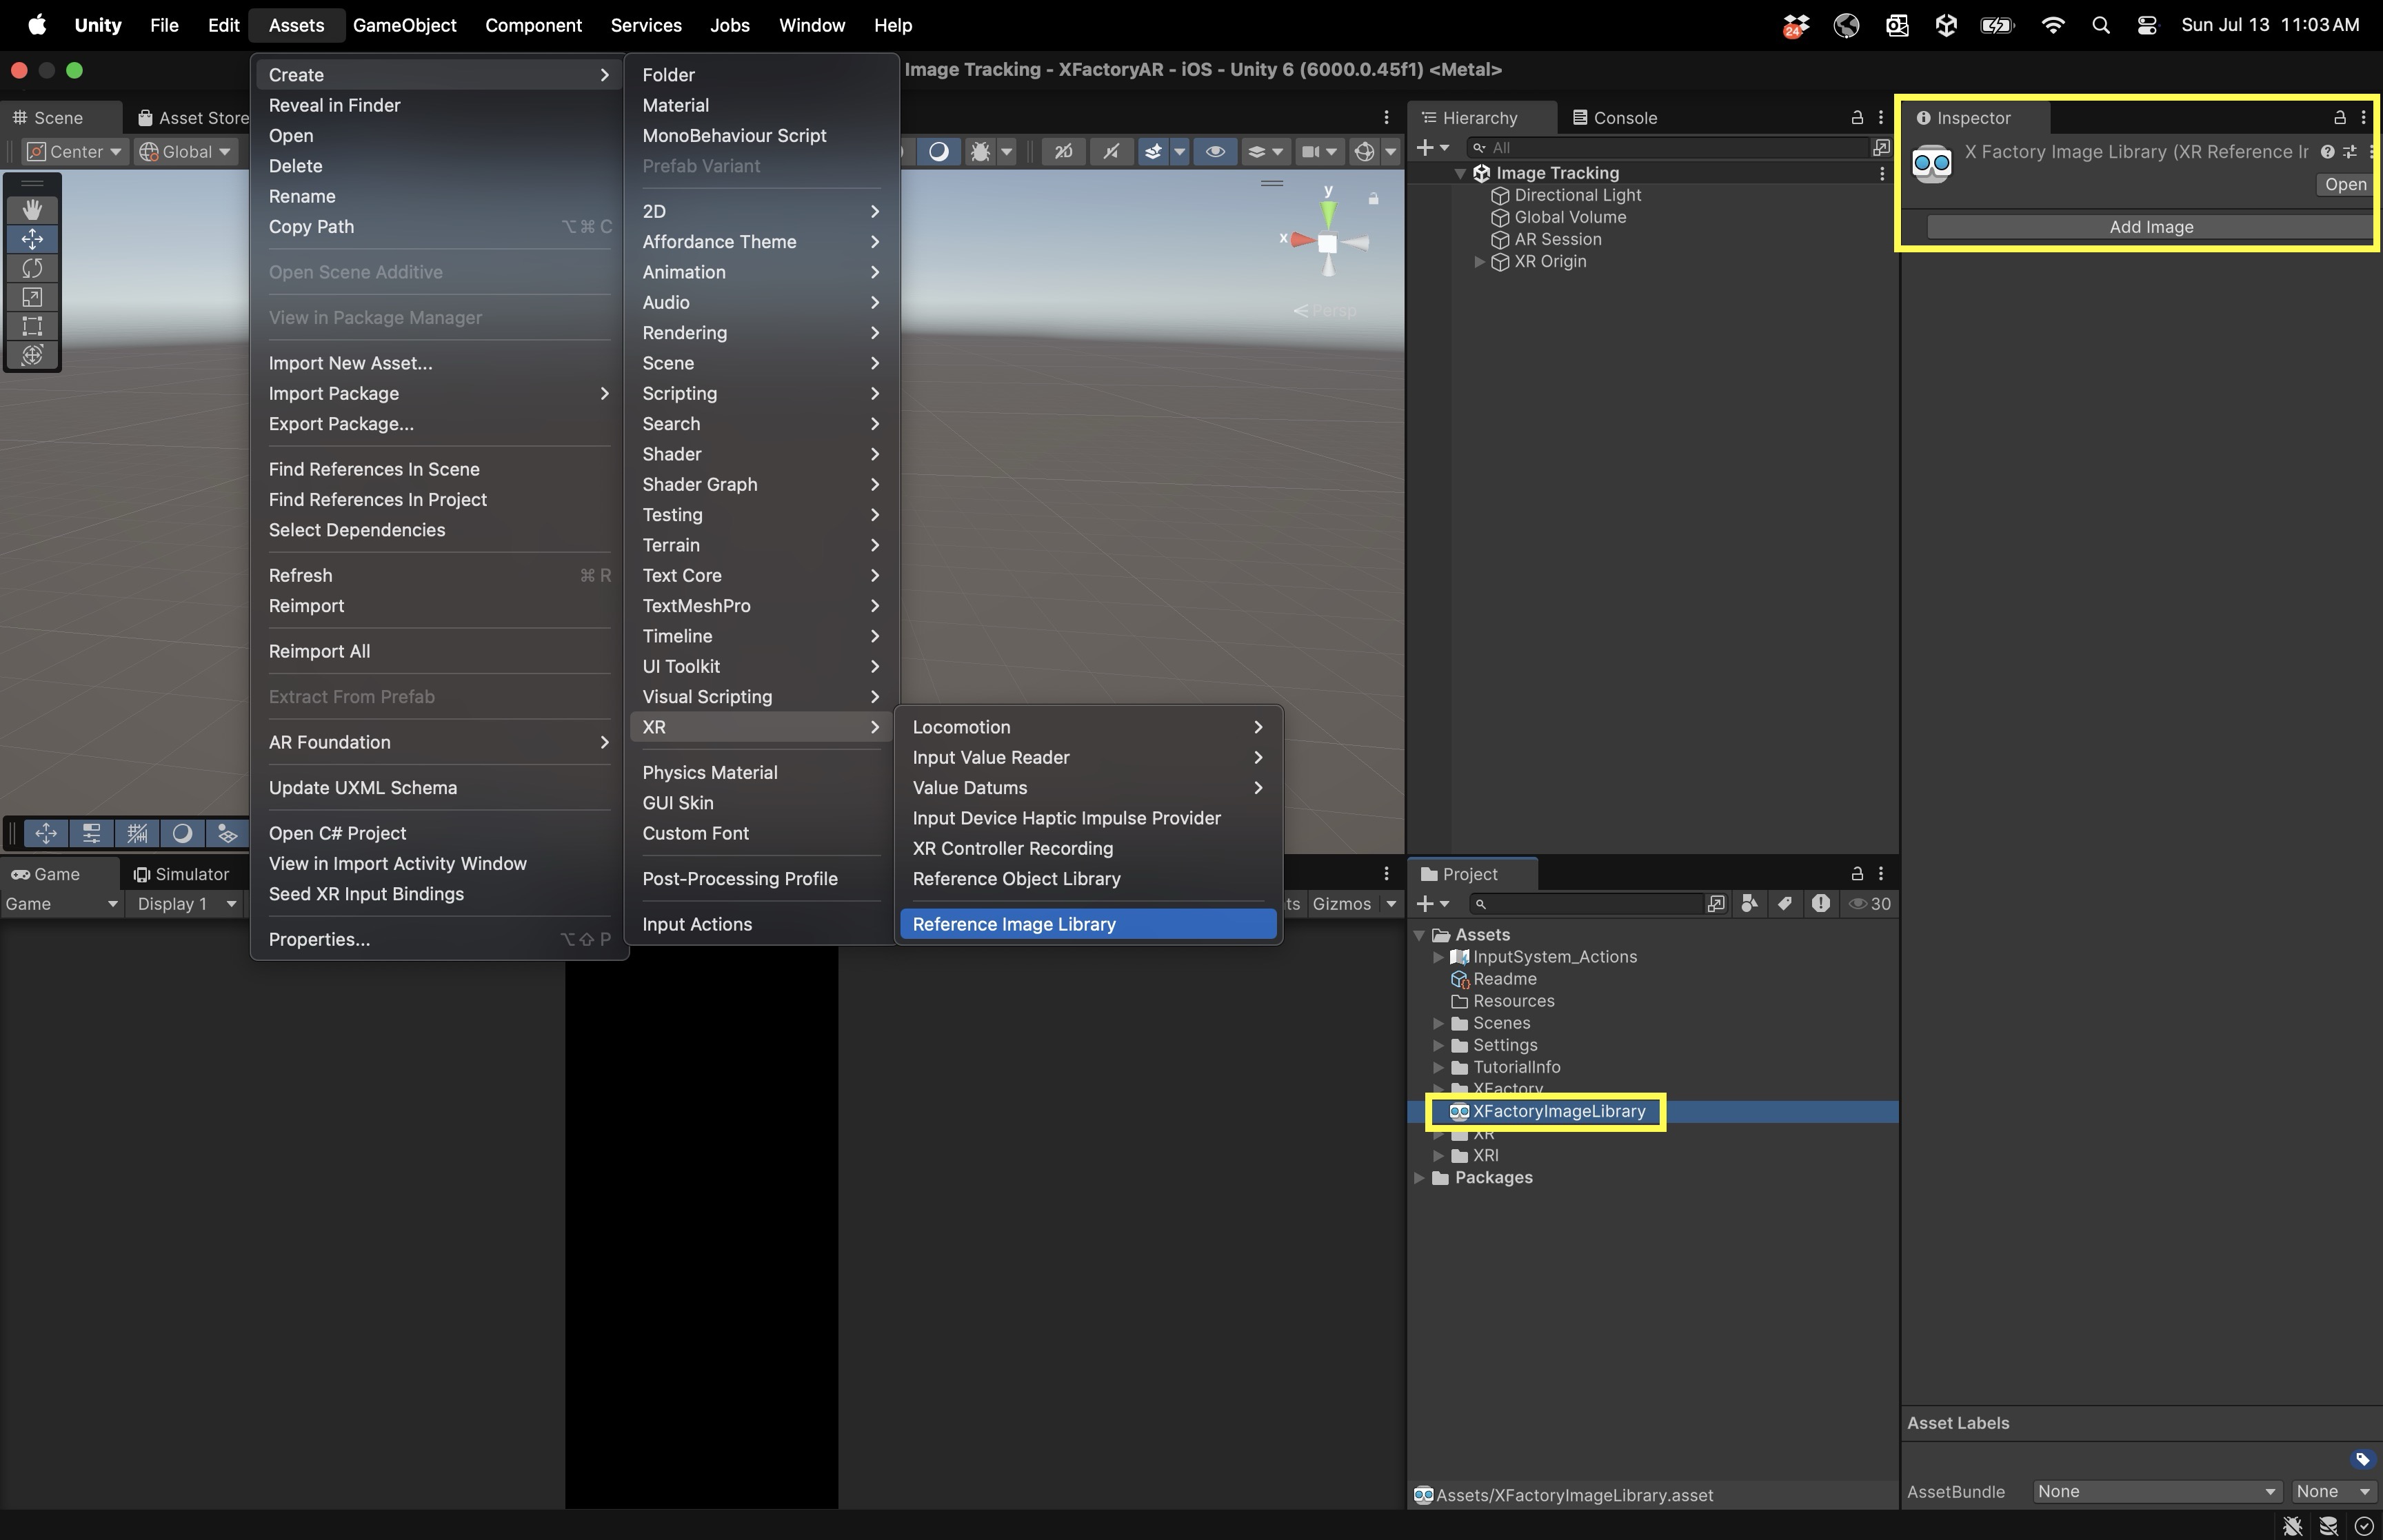 Unity File Edit Assets GameObject Component Services Jobs Window Help 24 Sun Jul 13 11:03 AM
Image Tracking - XFactoryAR - iOS - Unity 6 (6000.0.45f1) <Metal>
Scene Asset Store
Center Global
2D
Create
Reveal in Finder
Open
Delete
Rename
Copy Path ⌥⌘C
Open Scene Additive
View in Package Manager
Import New Asset...
Import Package
Export Package...
Find References In Scene
Find References In Project
Select Dependencies
Refresh ⌘R
Reimport
Reimport All
Extract From Prefab
AR Foundation
Update UXML Schema
Open C# Project
View in Import Activity Window
Seed XR Input Bindings
Properties... ⌥⇧P
Folder
Material
MonoBehaviour Script
Prefab Variant
2D
Affordance Theme
Animation
Audio
Rendering
Scene
Scripting
Search
Shader
Shader Graph
Testing
Terrain
Text Core
TextMeshPro
Timeline
UI Toolkit
Visual Scripting
XR
Physics Material
GUI Skin
Custom Font
Post-Processing Profile
Input Actions
Locomotion
Input Value Reader
Value Datums
Input Device Haptic Impulse Provider
XR Controller Recording
Reference Object Library
Reference Image Library
y
x
Persp
Game Simulator
Game Display 1
ts Gizmos
Hierarchy Console
All
Image Tracking
Directional Light
Global Volume
AR Session
XR Origin
Project
30
Assets
InputSystem_Actions
Readme
Resources
Scenes
Settings
TutorialInfo
XFactory
XFactoryImageLibrary
XR
XRI
Packages
Assets/XFactoryImageLibrary.asset
Inspector
X Factory Image Library (XR Reference Ir
Open
Add Image
Asset Labels
AssetBundle None None